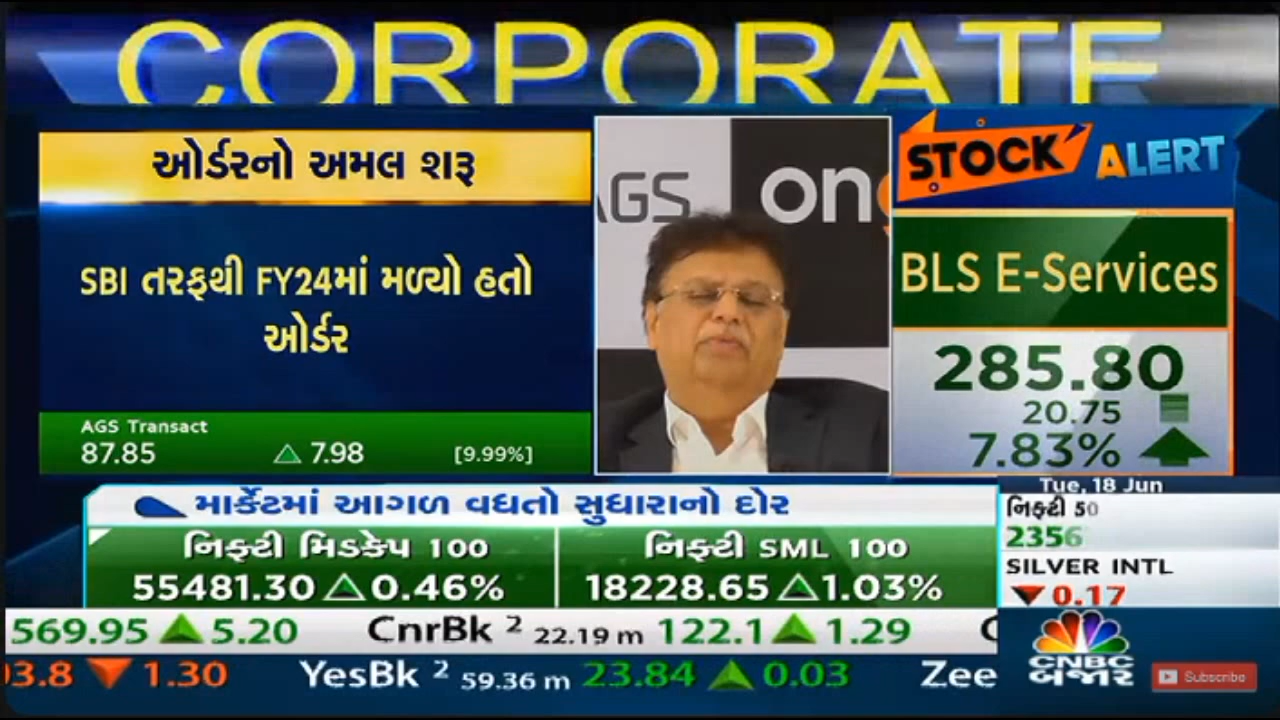 CORPORATE
ઓર્ડરનો અમલ શરૂ
SBI તરફથી FY24માં મળ્યો હતો
ઓર્ડર
AGS Transact
87.85 7.98 [9.99%]
AGS on
STOCK ALERT
BLS E-Services
285.80
20.75
7.83%
Tue, 18 Jun
માર્કેટમાં આગળ વધતો સુધારાનો દોર
નિફ્ટી મિડકેપ 100
55481.30 0.46%
નિફ્ટી SML 100
18228.65 1.03%
નિફ્ટી 50
2356
SILVER INTL
0.17
569.95 5.20 CnrBk 2 22.19 m 122.1 1.29
03.8 1.30 YesBk 2 59.36 m 23.84 0.03 Zee
CNBC
બજાર
Subscribe